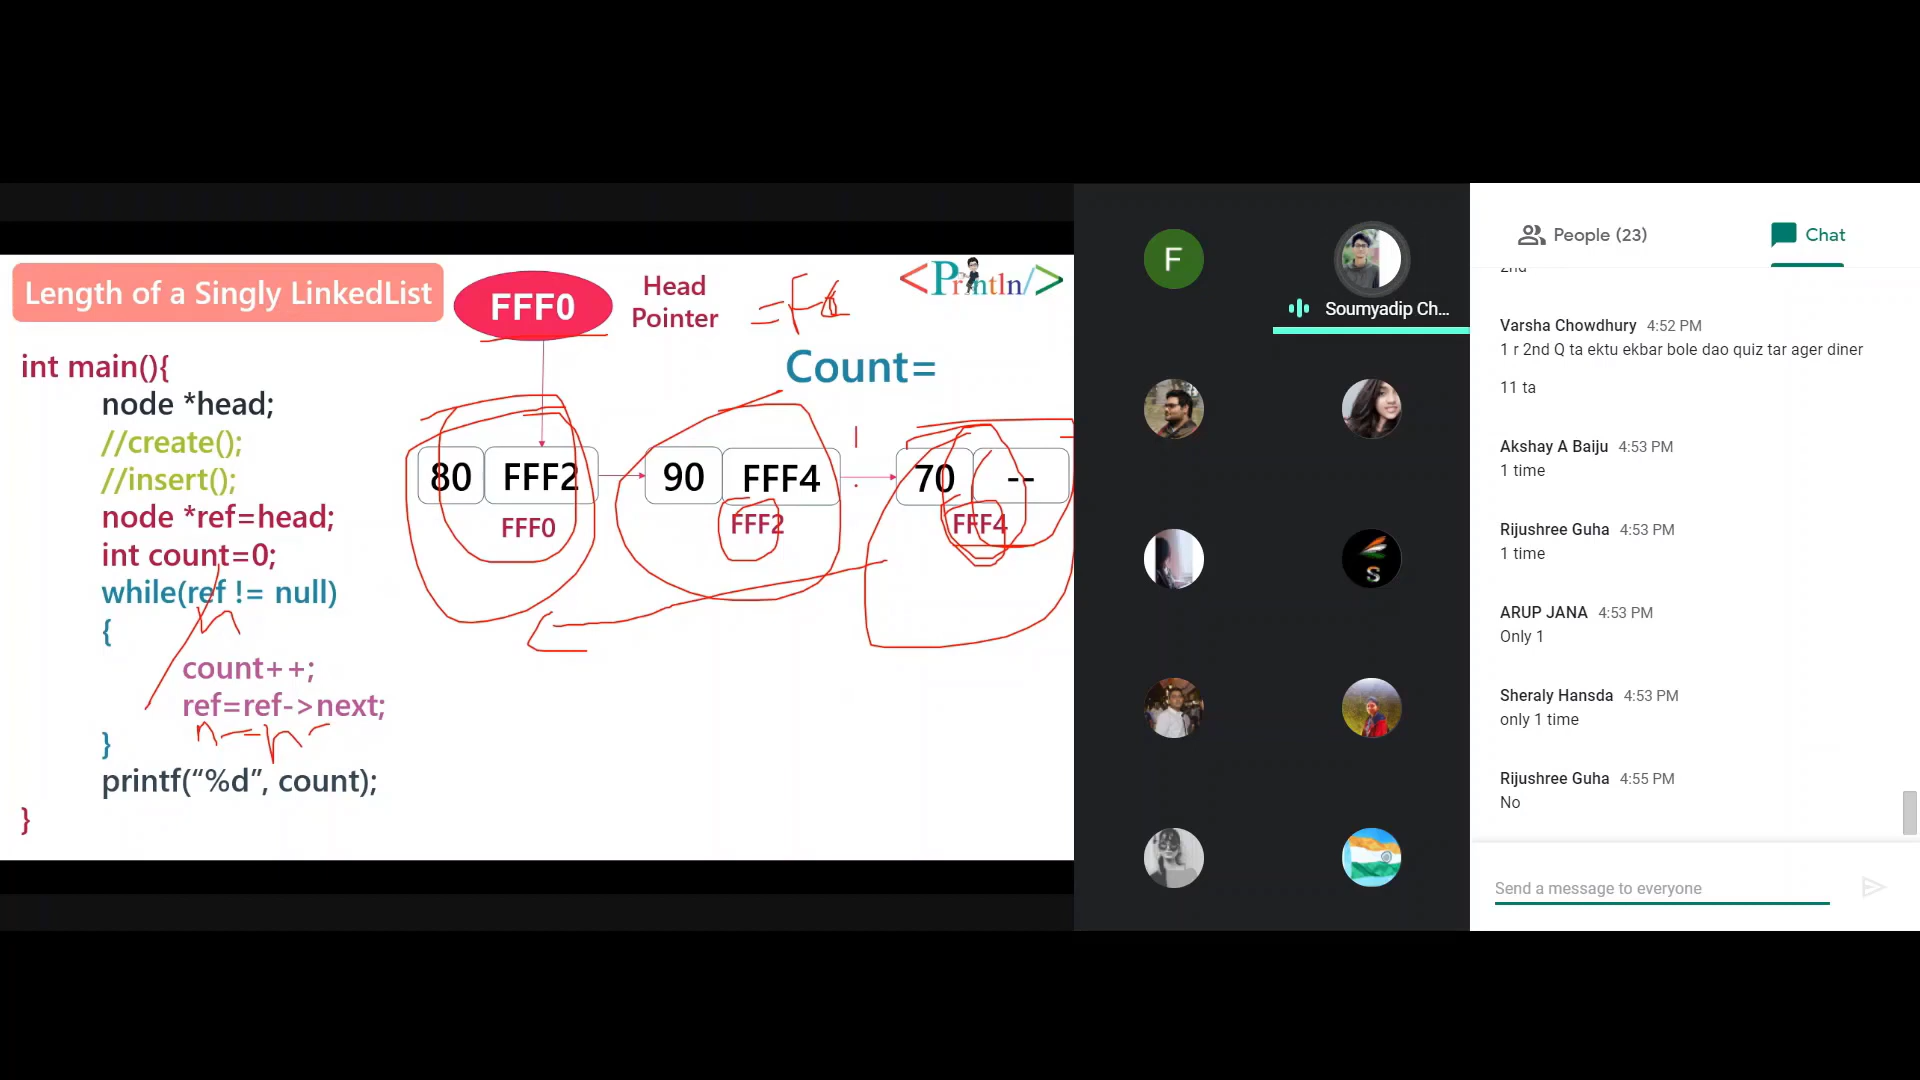 Length of a Singly LinkedList
FFF0
Head
Pointer
<Println/>
Count=
int main(){
node *head;
//create();
//insert();
node *ref=head;
int count=0;
while(ref != null)
{
count++;
ref=ref->next;
}
printf(“%d”, count);
}
80 FFF2
FFF0
90 FFF4
FFF2
70 --
FFF4
F
Soumyadip Ch...
S
People (23)
Chat
2nd
Varsha Chowdhury 4:52 PM
1 r 2nd Q ta ektu ekbar bole dao quiz tar ager diner
11 ta
Akshay A Baiju 4:53 PM
1 time
Rijushree Guha 4:53 PM
1 time
ARUP JANA 4:53 PM
Only 1
Sheraly Hansda 4:53 PM
only 1 time
Rijushree Guha 4:55 PM
No
Send a message to everyone